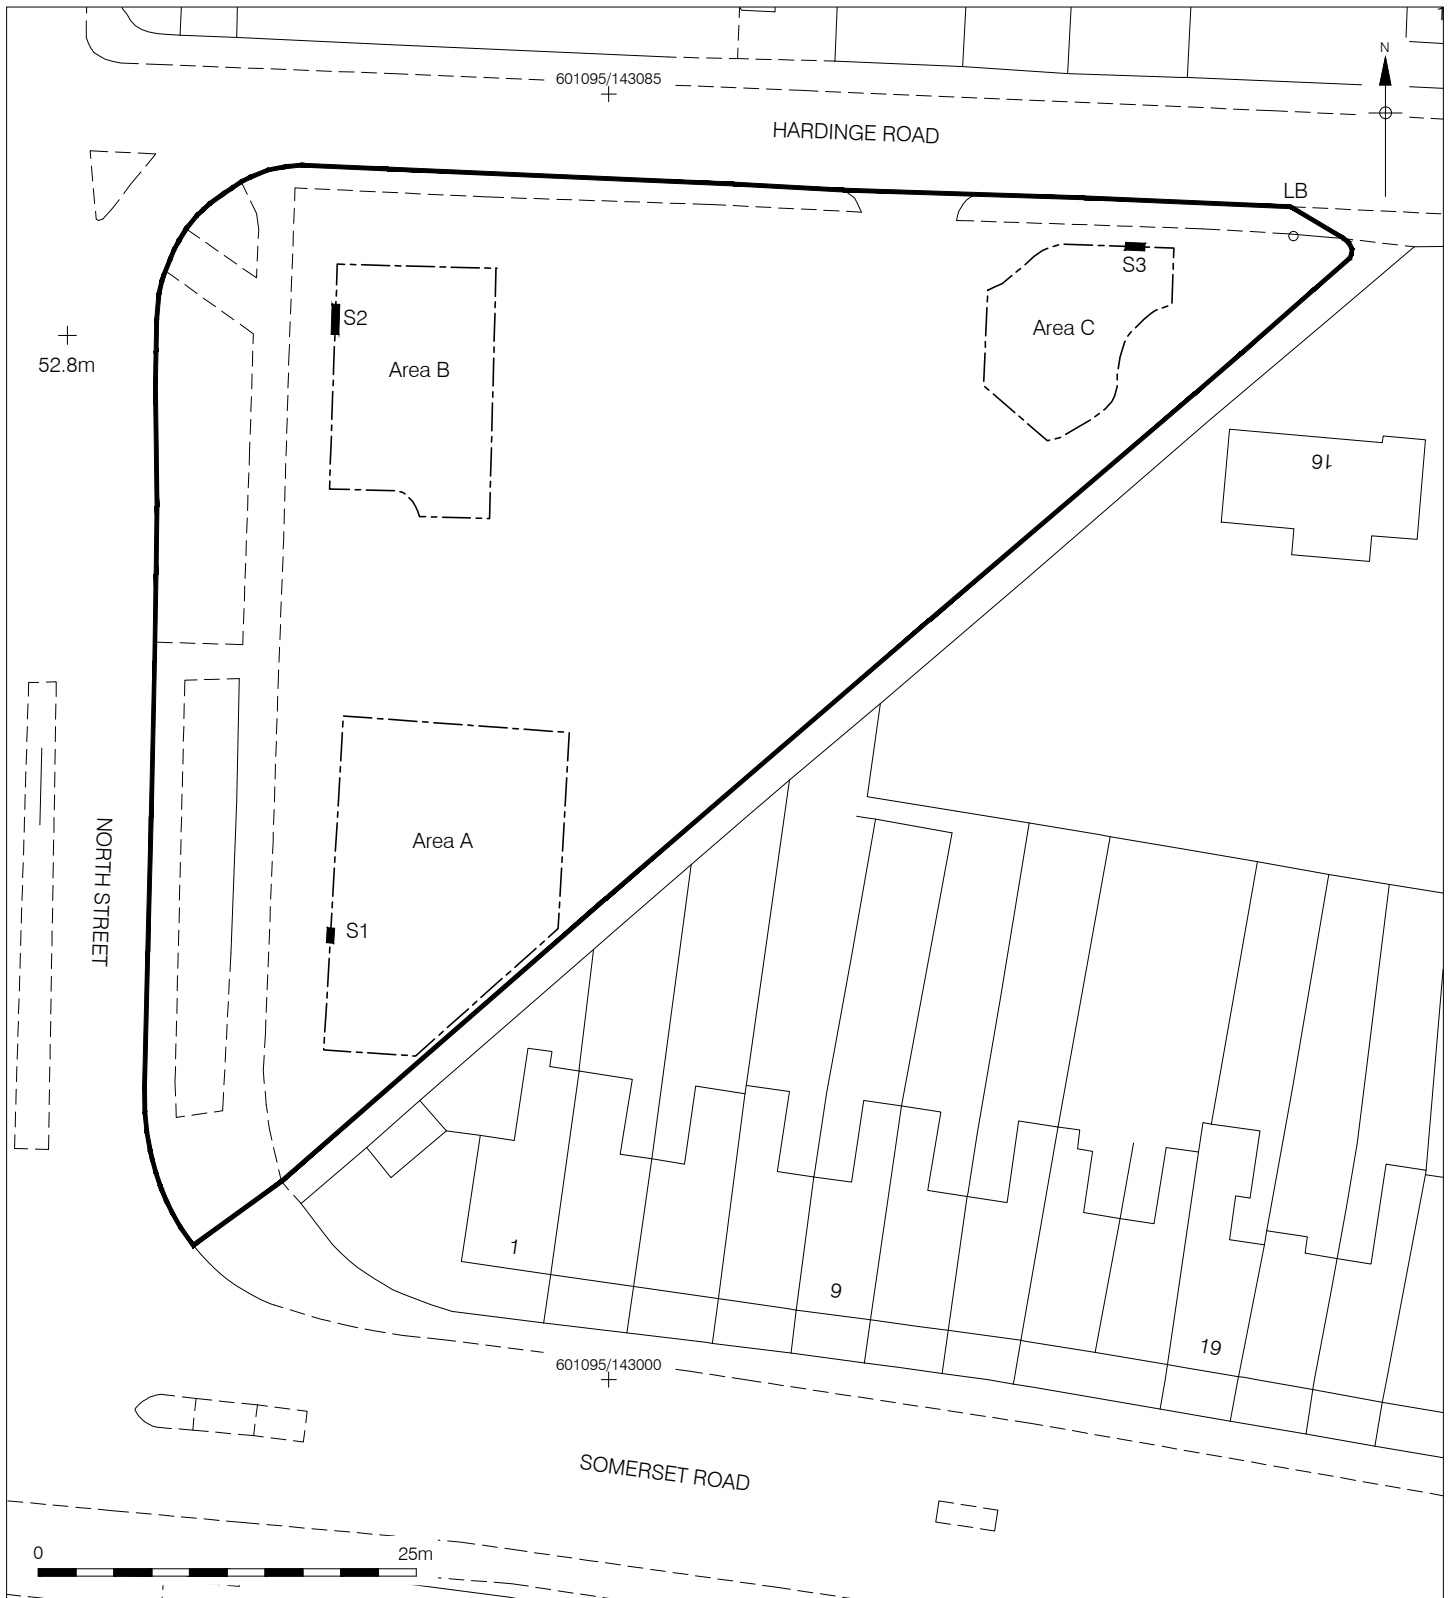 1
601095/143085
N
HARDINGE ROAD
LB
S3
S2
Area C
52.8m
Area B
16
Area A
NORTH STREET
S1
1
9
19
601095/143000
SOMERSET ROAD
0 25m